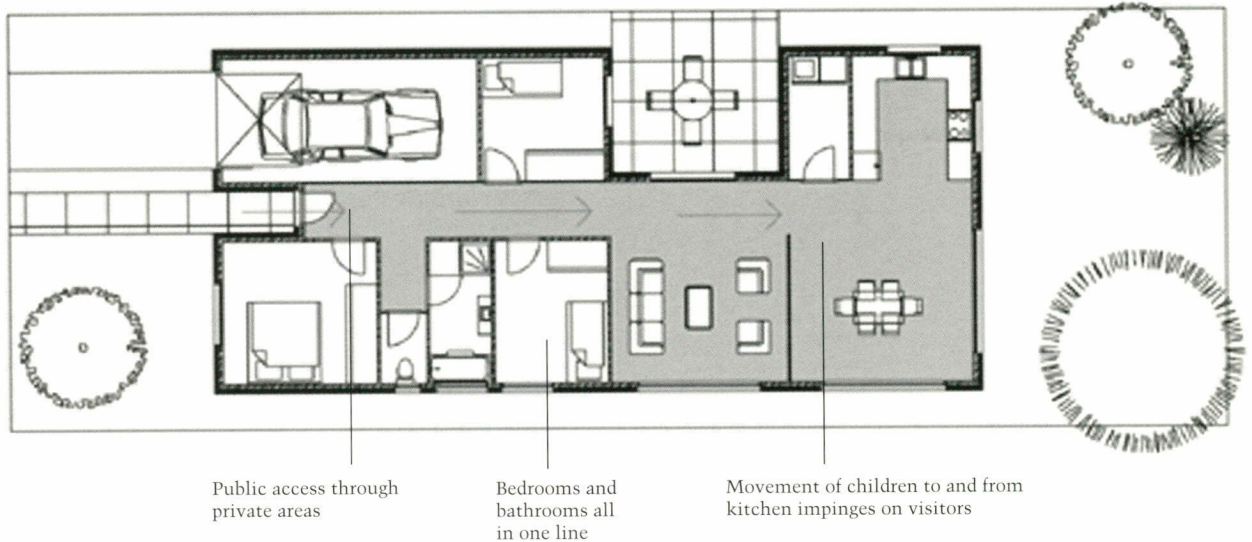 Public access through
private areas
Bedrooms and
bathrooms all
in one line
Movement of children to and from
kitchen impinges on visitors